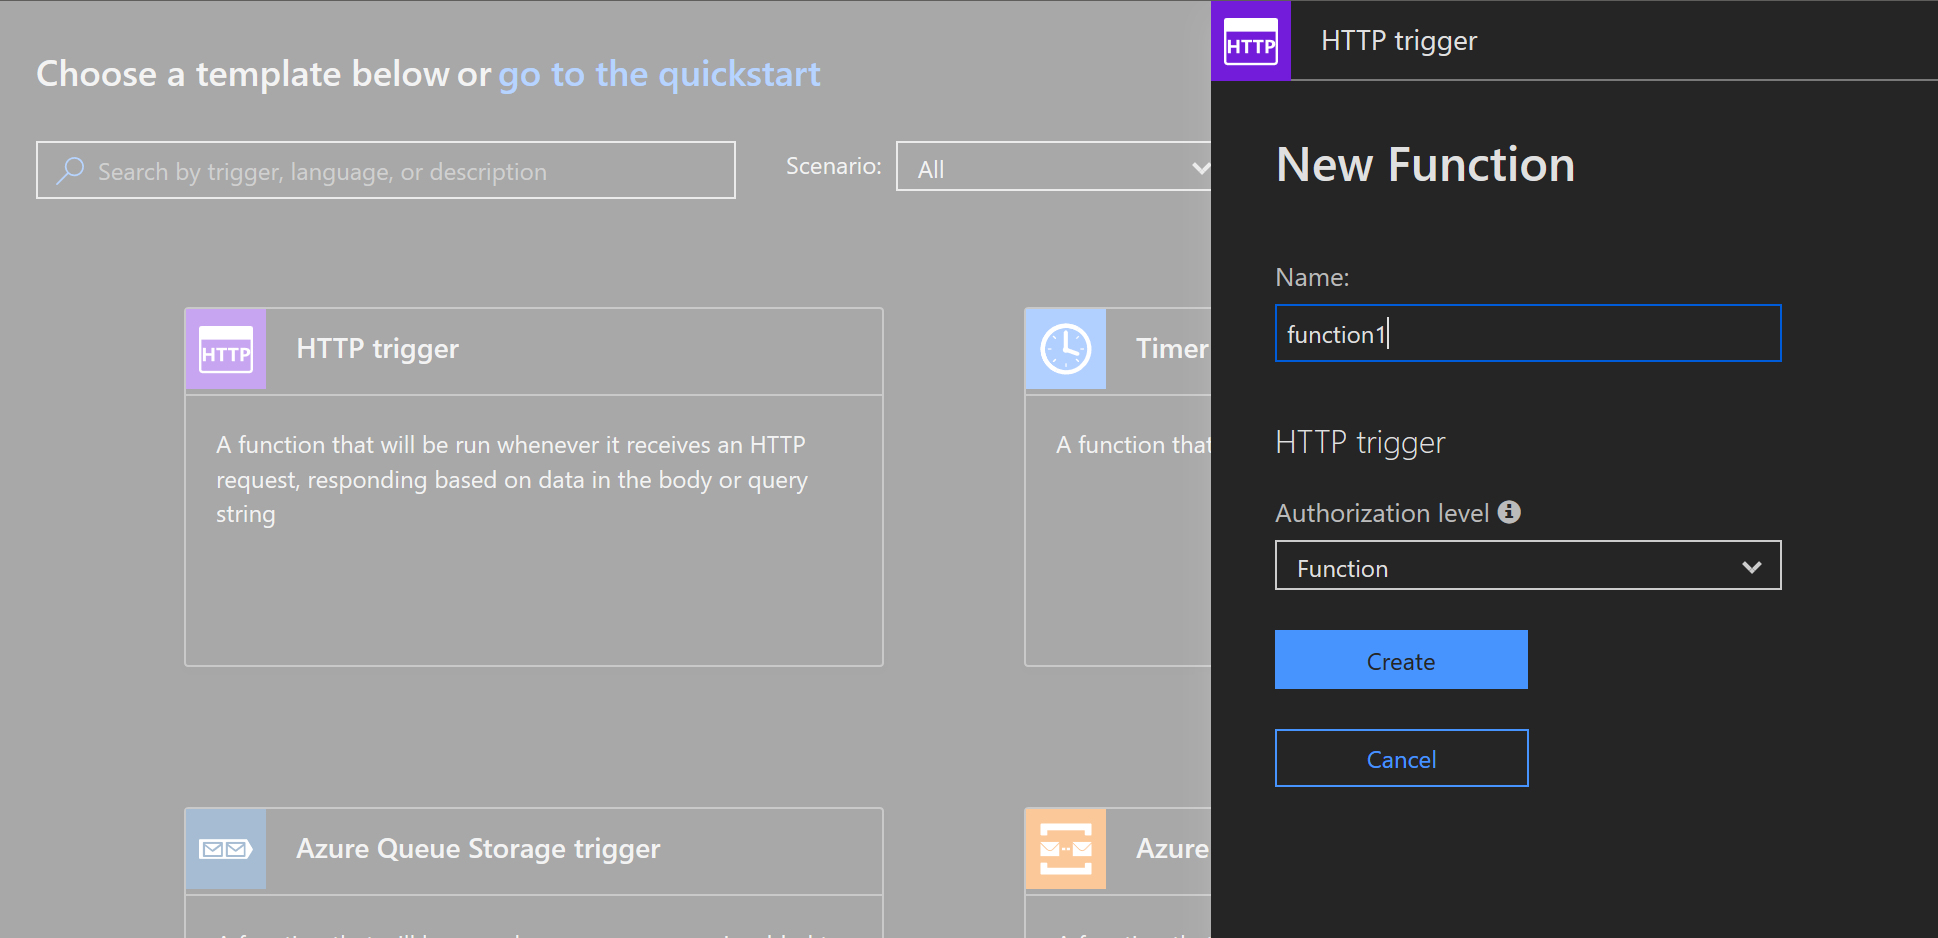 Choose a template below or go to the quickstart
Search by trigger, language, or description
Scenario:
All
HTTP
HTTP trigger
A function that will be run whenever it receives an HTTP
request, responding based on data in the body or query
string
Timer
A function that
Azure Queue Storage trigger
Azure
HTTP
HTTP trigger
New Function
Name:
function1
HTTP trigger
Authorization level
Function
Create
Cancel